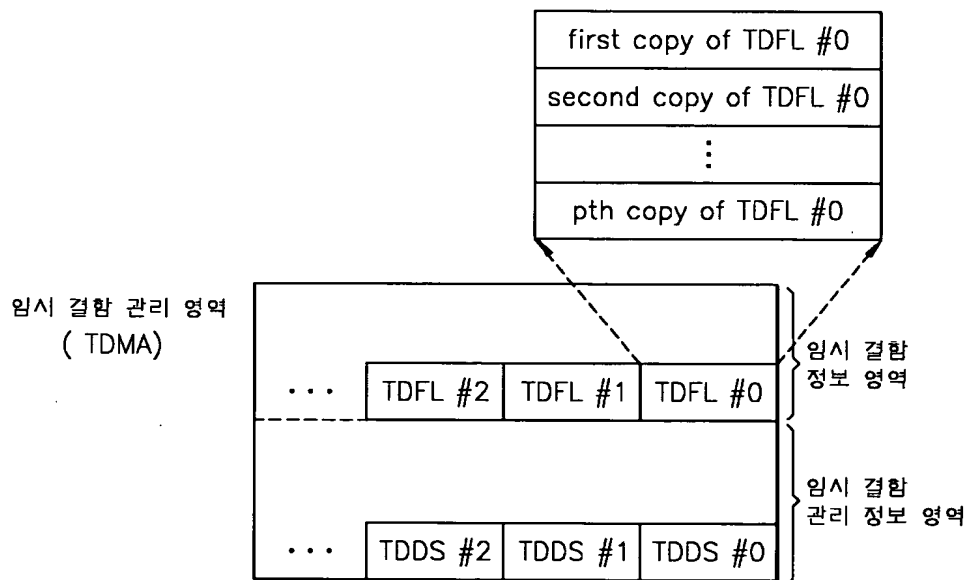 first copy of TDFL #0
second copy of TDFL #0
⋮
pth copy of TDFL #0
임시 결함 관리 영역
( TDMA)
임시 결함
정보 영역
··· TDFL #2 TDFL #1 TDFL #0
임시 결함
관리 정보 영역
··· TDDS #2 TDDS #1 TDDS #0